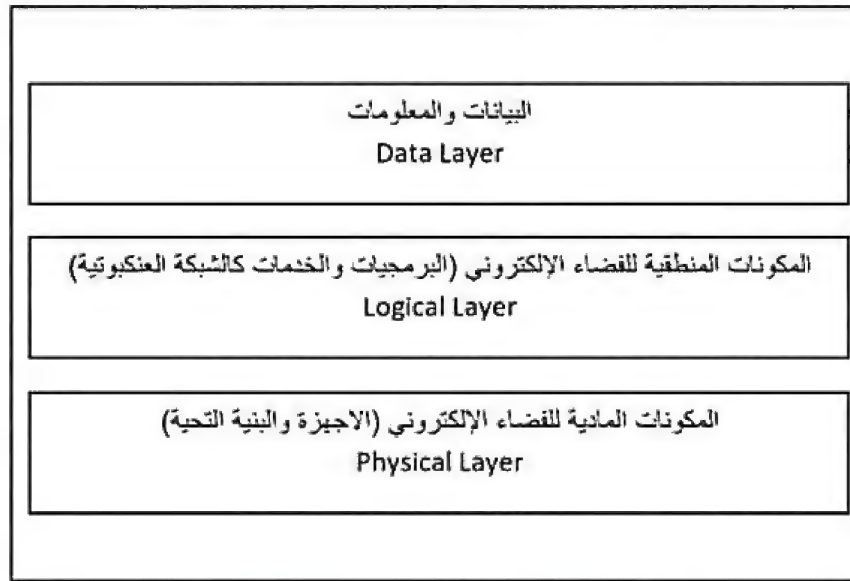 البيانات والمعلومات
Data Layer
المكونات المنطقية للفضاء الإلكتروني (البرمجيات والخدمات كالشبكة العنكبوتية)
Logical Layer
المكونات المادية للفضاء الإلكتروني (الاجهزة والبنية التحية)
Physical Layer